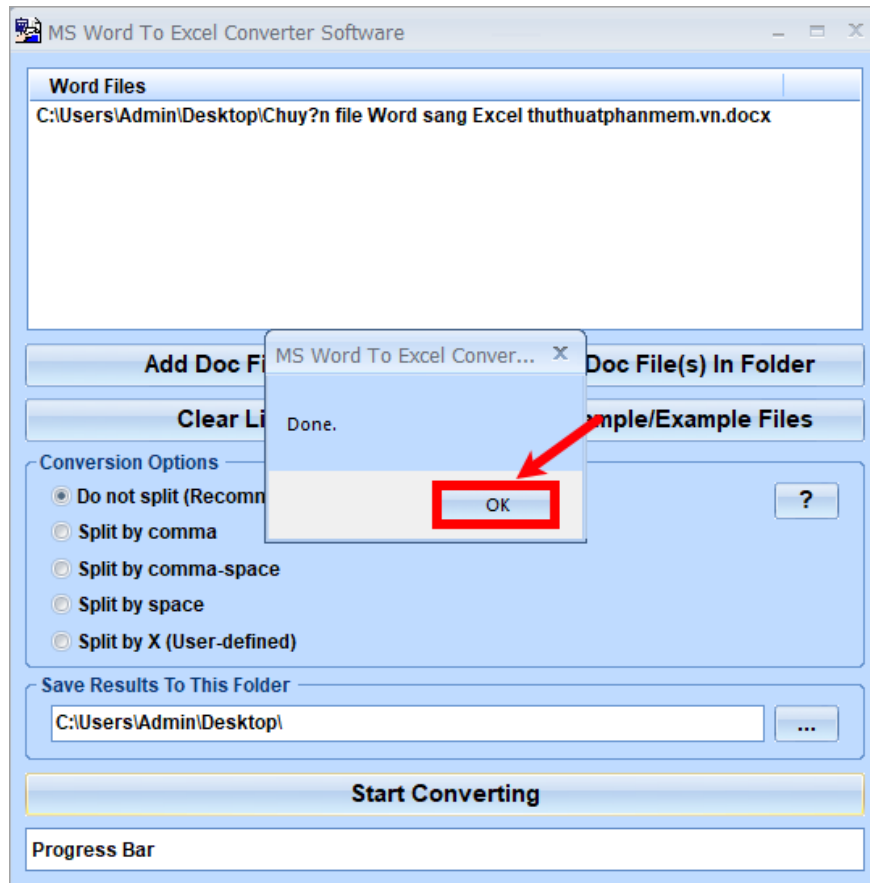 MS Word To Excel Converter Software
Word Files
C:\Users\Admin\Desktop\Chuy?n file Word sang Excel thuthuatphanmem.vn.docx
Add Doc Fi
Doc File(s) In Folder
MS Word To Excel Conver...
Clear Li
mple/Example Files
Done.
OK
Conversion Options
Do not split (Recomm
?
Split by comma
Split by comma-space
Split by space
Split by X (User-defined)
Save Results To This Folder
C:\Users\Admin\Desktop\
...
Start Converting
Progress Bar